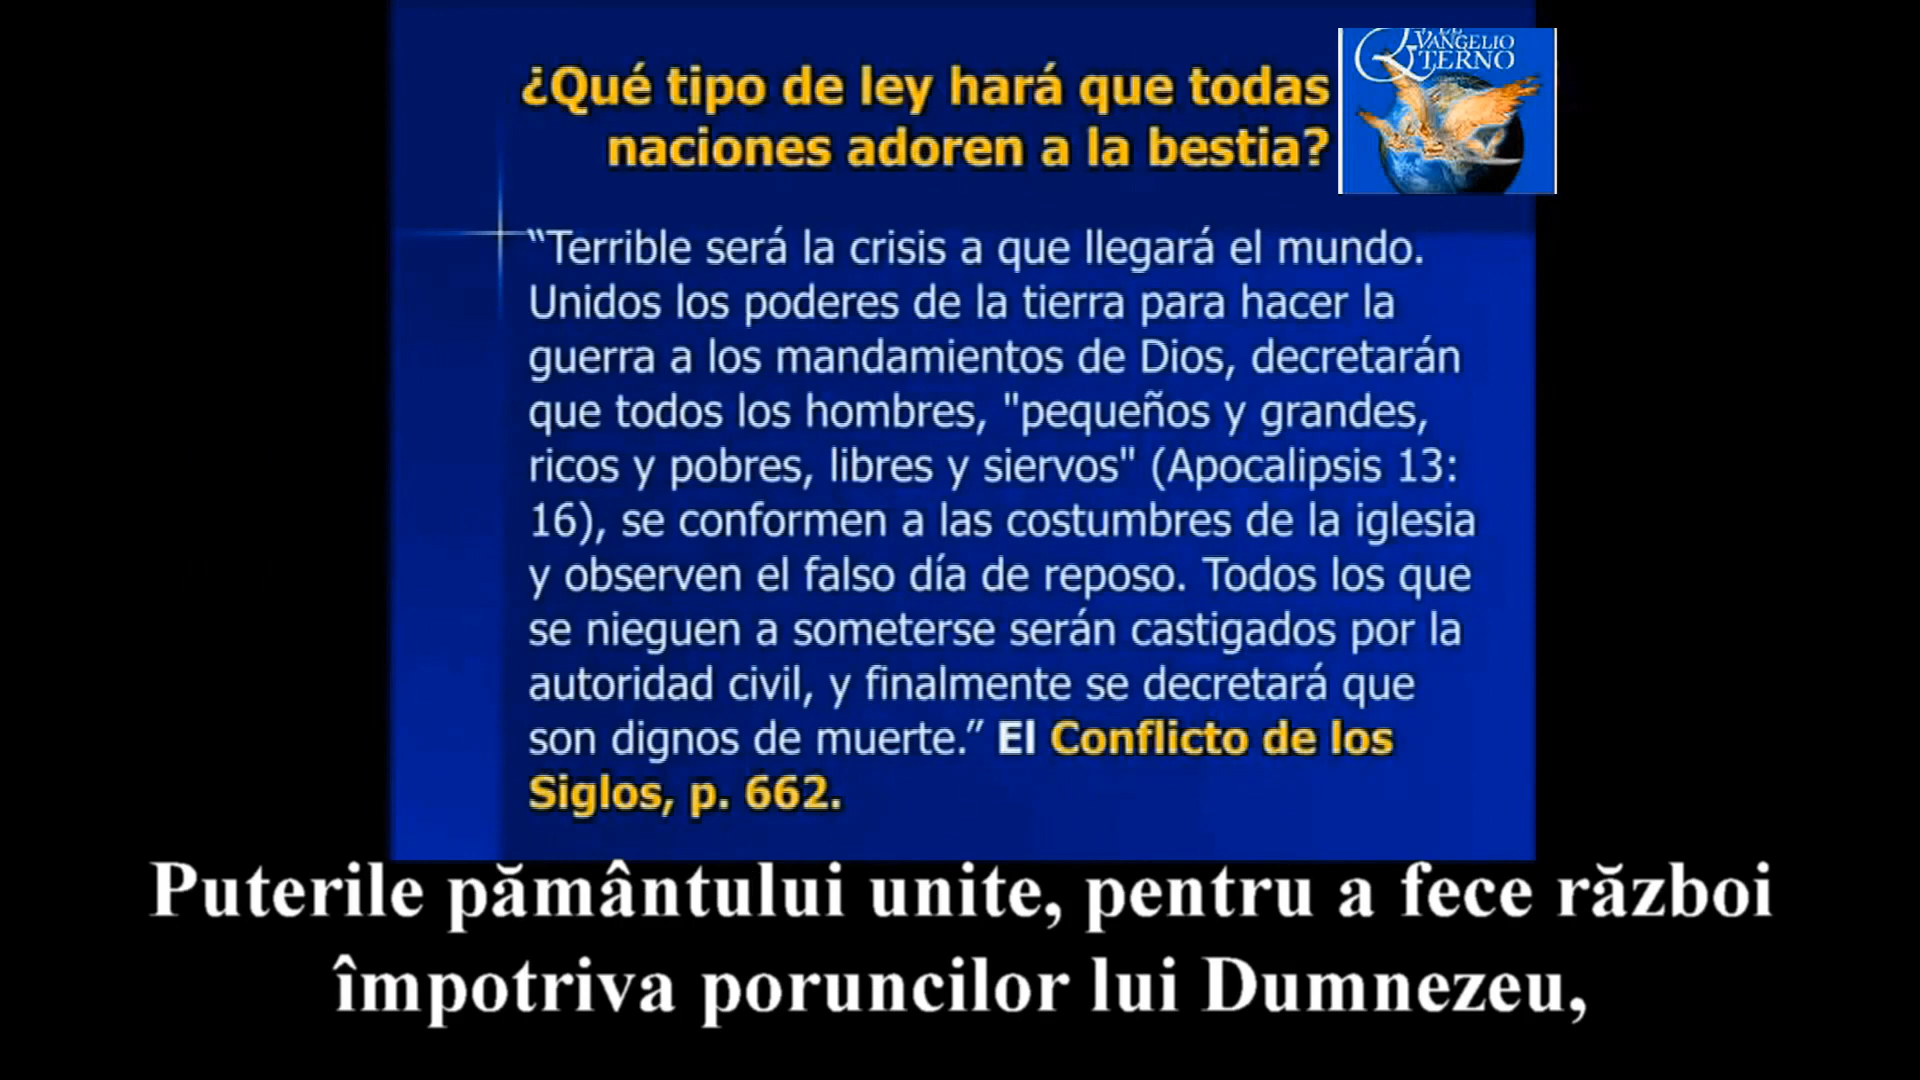 ¿Qué tipo de ley hará que todas
naciones adoren a la bestia?
VANGELIO
TERNO
“Terrible será la crisis a que llegará el mundo.
Unidos los poderes de la tierra para hacer la
guerra a los mandamientos de Dios, decretarán
que todos los hombres, "pequeños y grandes,
ricos y pobres, libres y siervos" (Apocalipsis 13:
16), se conformen a las costumbres de la iglesia
y observen el falso día de reposo. Todos los que
se nieguen a someterse serán castigados por la
autoridad civil, y finalmente se decretará que
son dignos de muerte.” El Conflicto de los
Siglos, p. 662.
Puterile pământului unite, pentru a fece război
împotriva poruncilor lui Dumnezeu,